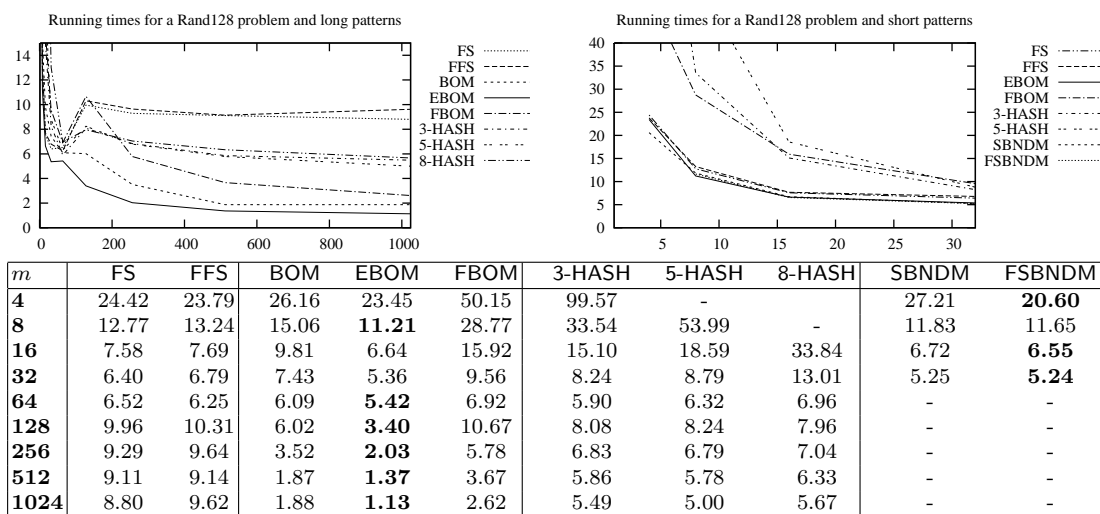 Running times for a Rand128 problem and long patterns
14
12
10
8
6
4
2
0
0 200 400 600 800 1000
FS
FFS
BOM
EBOM
FBOM
3-HASH
5-HASH
8-HASH
Running times for a Rand128 problem and short patterns
40
35
30
25
20
15
10
5
0
0 5 10 15 20 25 30
FS
FFS
EBOM
FBOM
3-HASH
5-HASH
SBNDM
FSBNDM
m FS FFS BOM EBOM FBOM 3-HASH 5-HASH 8-HASH SBNDM FSBNDM
4 24.42 23.79 26.16 23.45 50.15 99.57 - 27.21 20.60
8 12.77 13.24 15.06 11.21 28.77 33.54 53.99 - 11.83 11.65
16 7.58 7.69 9.81 6.64 15.92 15.10 18.59 33.84 6.72 6.55
32 6.40 6.79 7.43 5.36 9.56 8.24 8.79 13.01 5.25 5.24
64 6.52 6.25 6.09 5.42 6.92 5.90 6.32 6.96 - -
128 9.96 10.31 6.02 3.40 10.67 8.08 8.24 7.96 - -
256 9.29 9.64 3.52 2.03 5.78 6.83 6.79 7.04 - -
512 9.11 9.14 1.87 1.37 3.67 5.86 5.78 6.33 - -
1024 8.80 9.62 1.88 1.13 2.62 5.49 5.00 5.67 - -